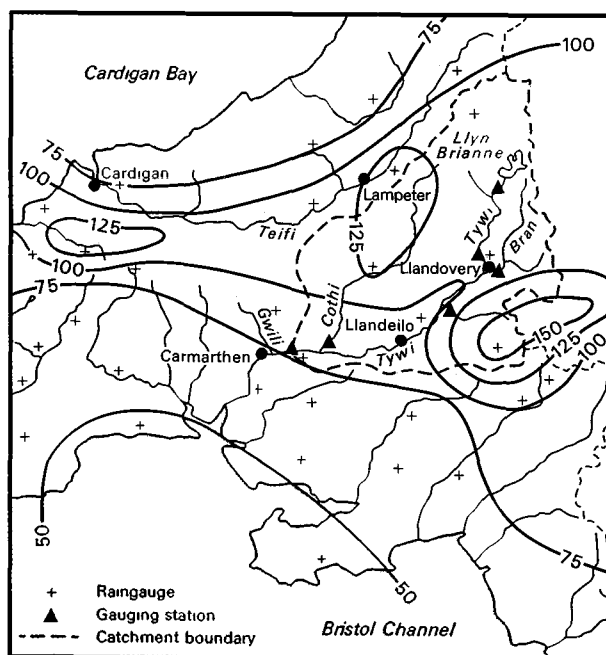 75
100
Cardigan Bay
Llyn
Brianne
75
Cardigan
100
Lampeter
125
Teifi
125
Tywi
Bran
100
Llandovery
75
Cothi
Gwili
Llandeilo
150
125
100
Carmarthen
Tywi
50
75
50
+ Raingauge
▲ Gauging station
Catchment boundary
Bristol Channel